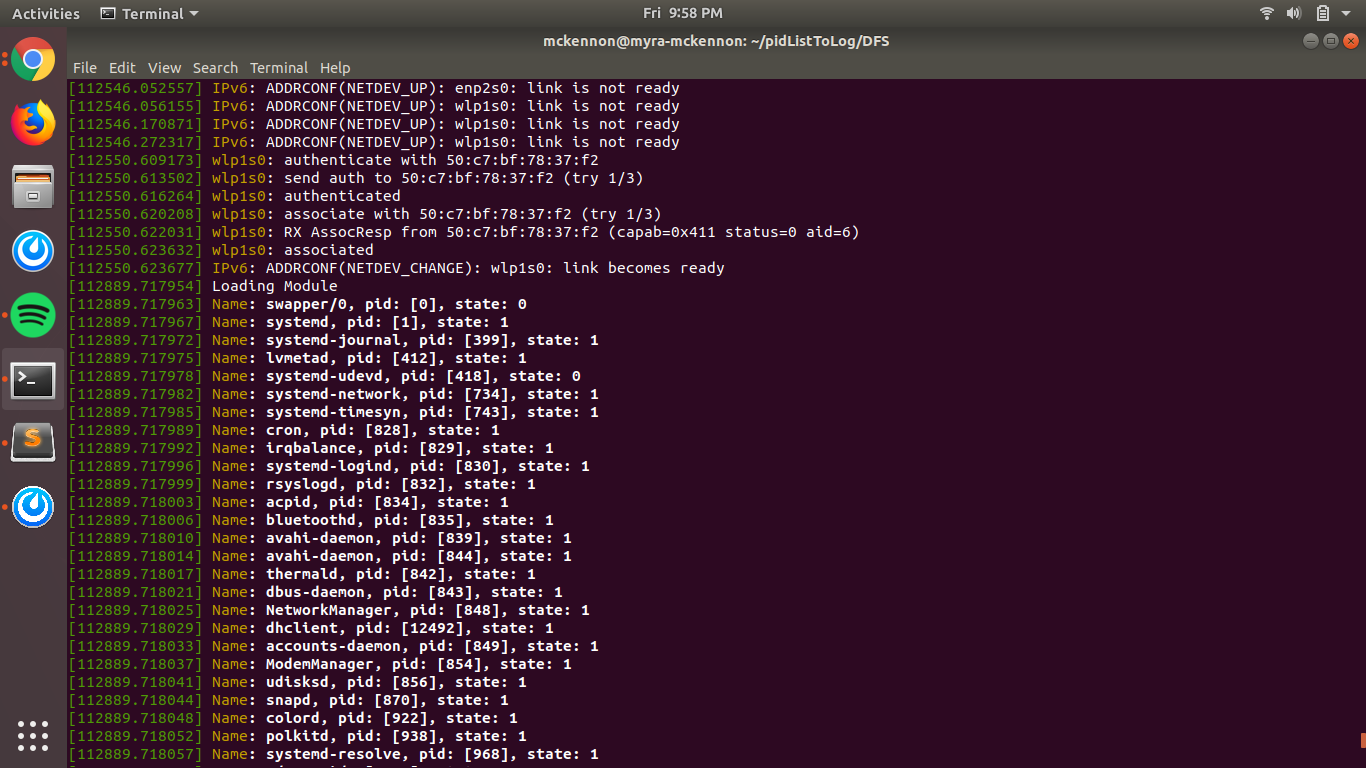 Activities Terminal Fri 9:58 PM
mckennon@myra-mckennon: ~/pidListToLog/DFS
File Edit View Search Terminal Help
[112546.052557] IPv6: ADDRCONF(NETDEV_UP): enp2s0: link is not ready
[112546.056155] IPv6: ADDRCONF(NETDEV_UP): wlp1s0: link is not ready
[112546.170871] IPv6: ADDRCONF(NETDEV_UP): wlp1s0: link is not ready
[112546.272317] IPv6: ADDRCONF(NETDEV_UP): wlp1s0: link is not ready
[112550.609173] wlp1s0: authenticate with 50:c7:bf:78:37:f2
[112550.613502] wlp1s0: send auth to 50:c7:bf:78:37:f2 (try 1/3)
[112550.616264] wlp1s0: authenticated
[112550.620208] wlp1s0: associate with 50:c7:bf:78:37:f2 (try 1/3)
[112550.622031] wlp1s0: RX AssocResp from 50:c7:bf:78:37:f2 (capab=0x411 status=0 aid=6)
[112550.623632] wlp1s0: associated
[112550.623677] IPv6: ADDRCONF(NETDEV_CHANGE): wlp1s0: link becomes ready
[112889.717954] Loading Module
[112889.717963] Name: swapper/0, pid: [0], state: 0
[112889.717967] Name: systemd, pid: [1], state: 1
[112889.717972] Name: systemd-journal, pid: [399], state: 1
[112889.717975] Name: lvmetad, pid: [412], state: 1
[112889.717978] Name: systemd-udevd, pid: [418], state: 0
[112889.717982] Name: systemd-network, pid: [734], state: 1
[112889.717985] Name: systemd-timesyn, pid: [743], state: 1
[112889.717989] Name: cron, pid: [828], state: 1
[112889.717992] Name: irqbalance, pid: [829], state: 1
[112889.717996] Name: systemd-logind, pid: [830], state: 1
[112889.717999] Name: rsyslogd, pid: [832], state: 1
[112889.718003] Name: acpid, pid: [834], state: 1
[112889.718006] Name: bluetoothd, pid: [835], state: 1
[112889.718010] Name: avahi-daemon, pid: [839], state: 1
[112889.718014] Name: avahi-daemon, pid: [844], state: 1
[112889.718017] Name: thermald, pid: [842], state: 1
[112889.718021] Name: dbus-daemon, pid: [843], state: 1
[112889.718025] Name: NetworkManager, pid: [848], state: 1
[112889.718029] Name: dhclient, pid: [12492], state: 1
[112889.718033] Name: accounts-daemon, pid: [849], state: 1
[112889.718037] Name: ModemManager, pid: [854], state: 1
[112889.718041] Name: udisksd, pid: [856], state: 1
[112889.718044] Name: snapd, pid: [870], state: 1
[112889.718048] Name: colord, pid: [922], state: 1
[112889.718052] Name: polkitd, pid: [938], state: 1
[112889.718057] Name: systemd-resolve, pid: [968], state: 1